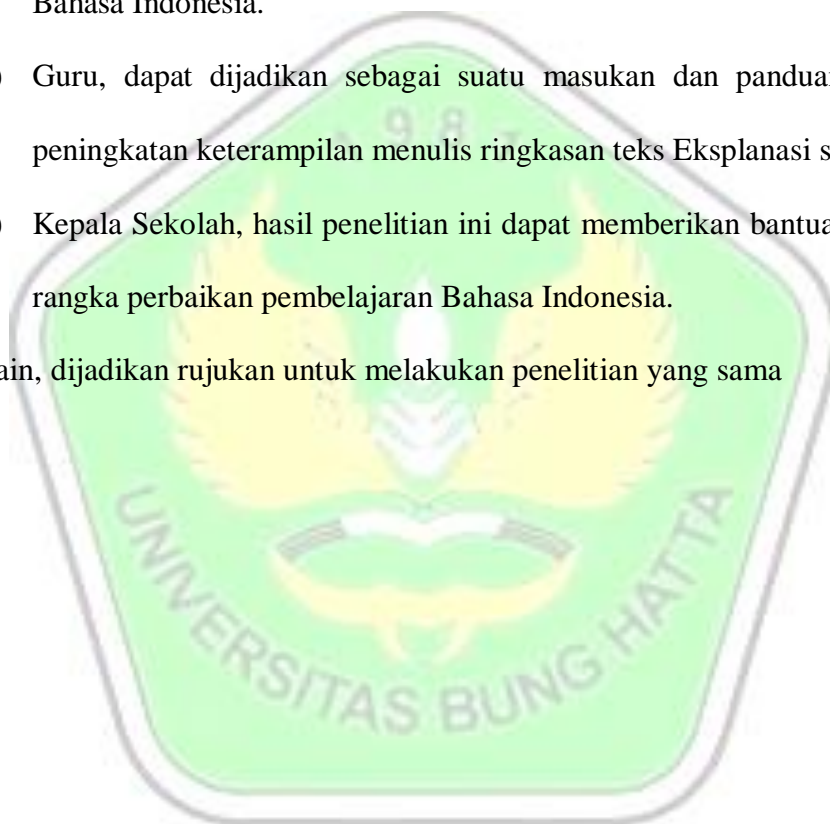 Bahasa Indonesia.
) Guru, dapat dijadikan sebagai suatu masukan dan panduan
peningkatan keterampilan menulis ringkasan teks Eksplanasi s
) Kepala Sekolah, hasil penelitian ini dapat memberikan bantua
rangka perbaikan pembelajaran Bahasa Indonesia.
ain, dijadikan rujukan untuk melakukan penelitian yang sama
UNIVERSITAS BUNG HATTA